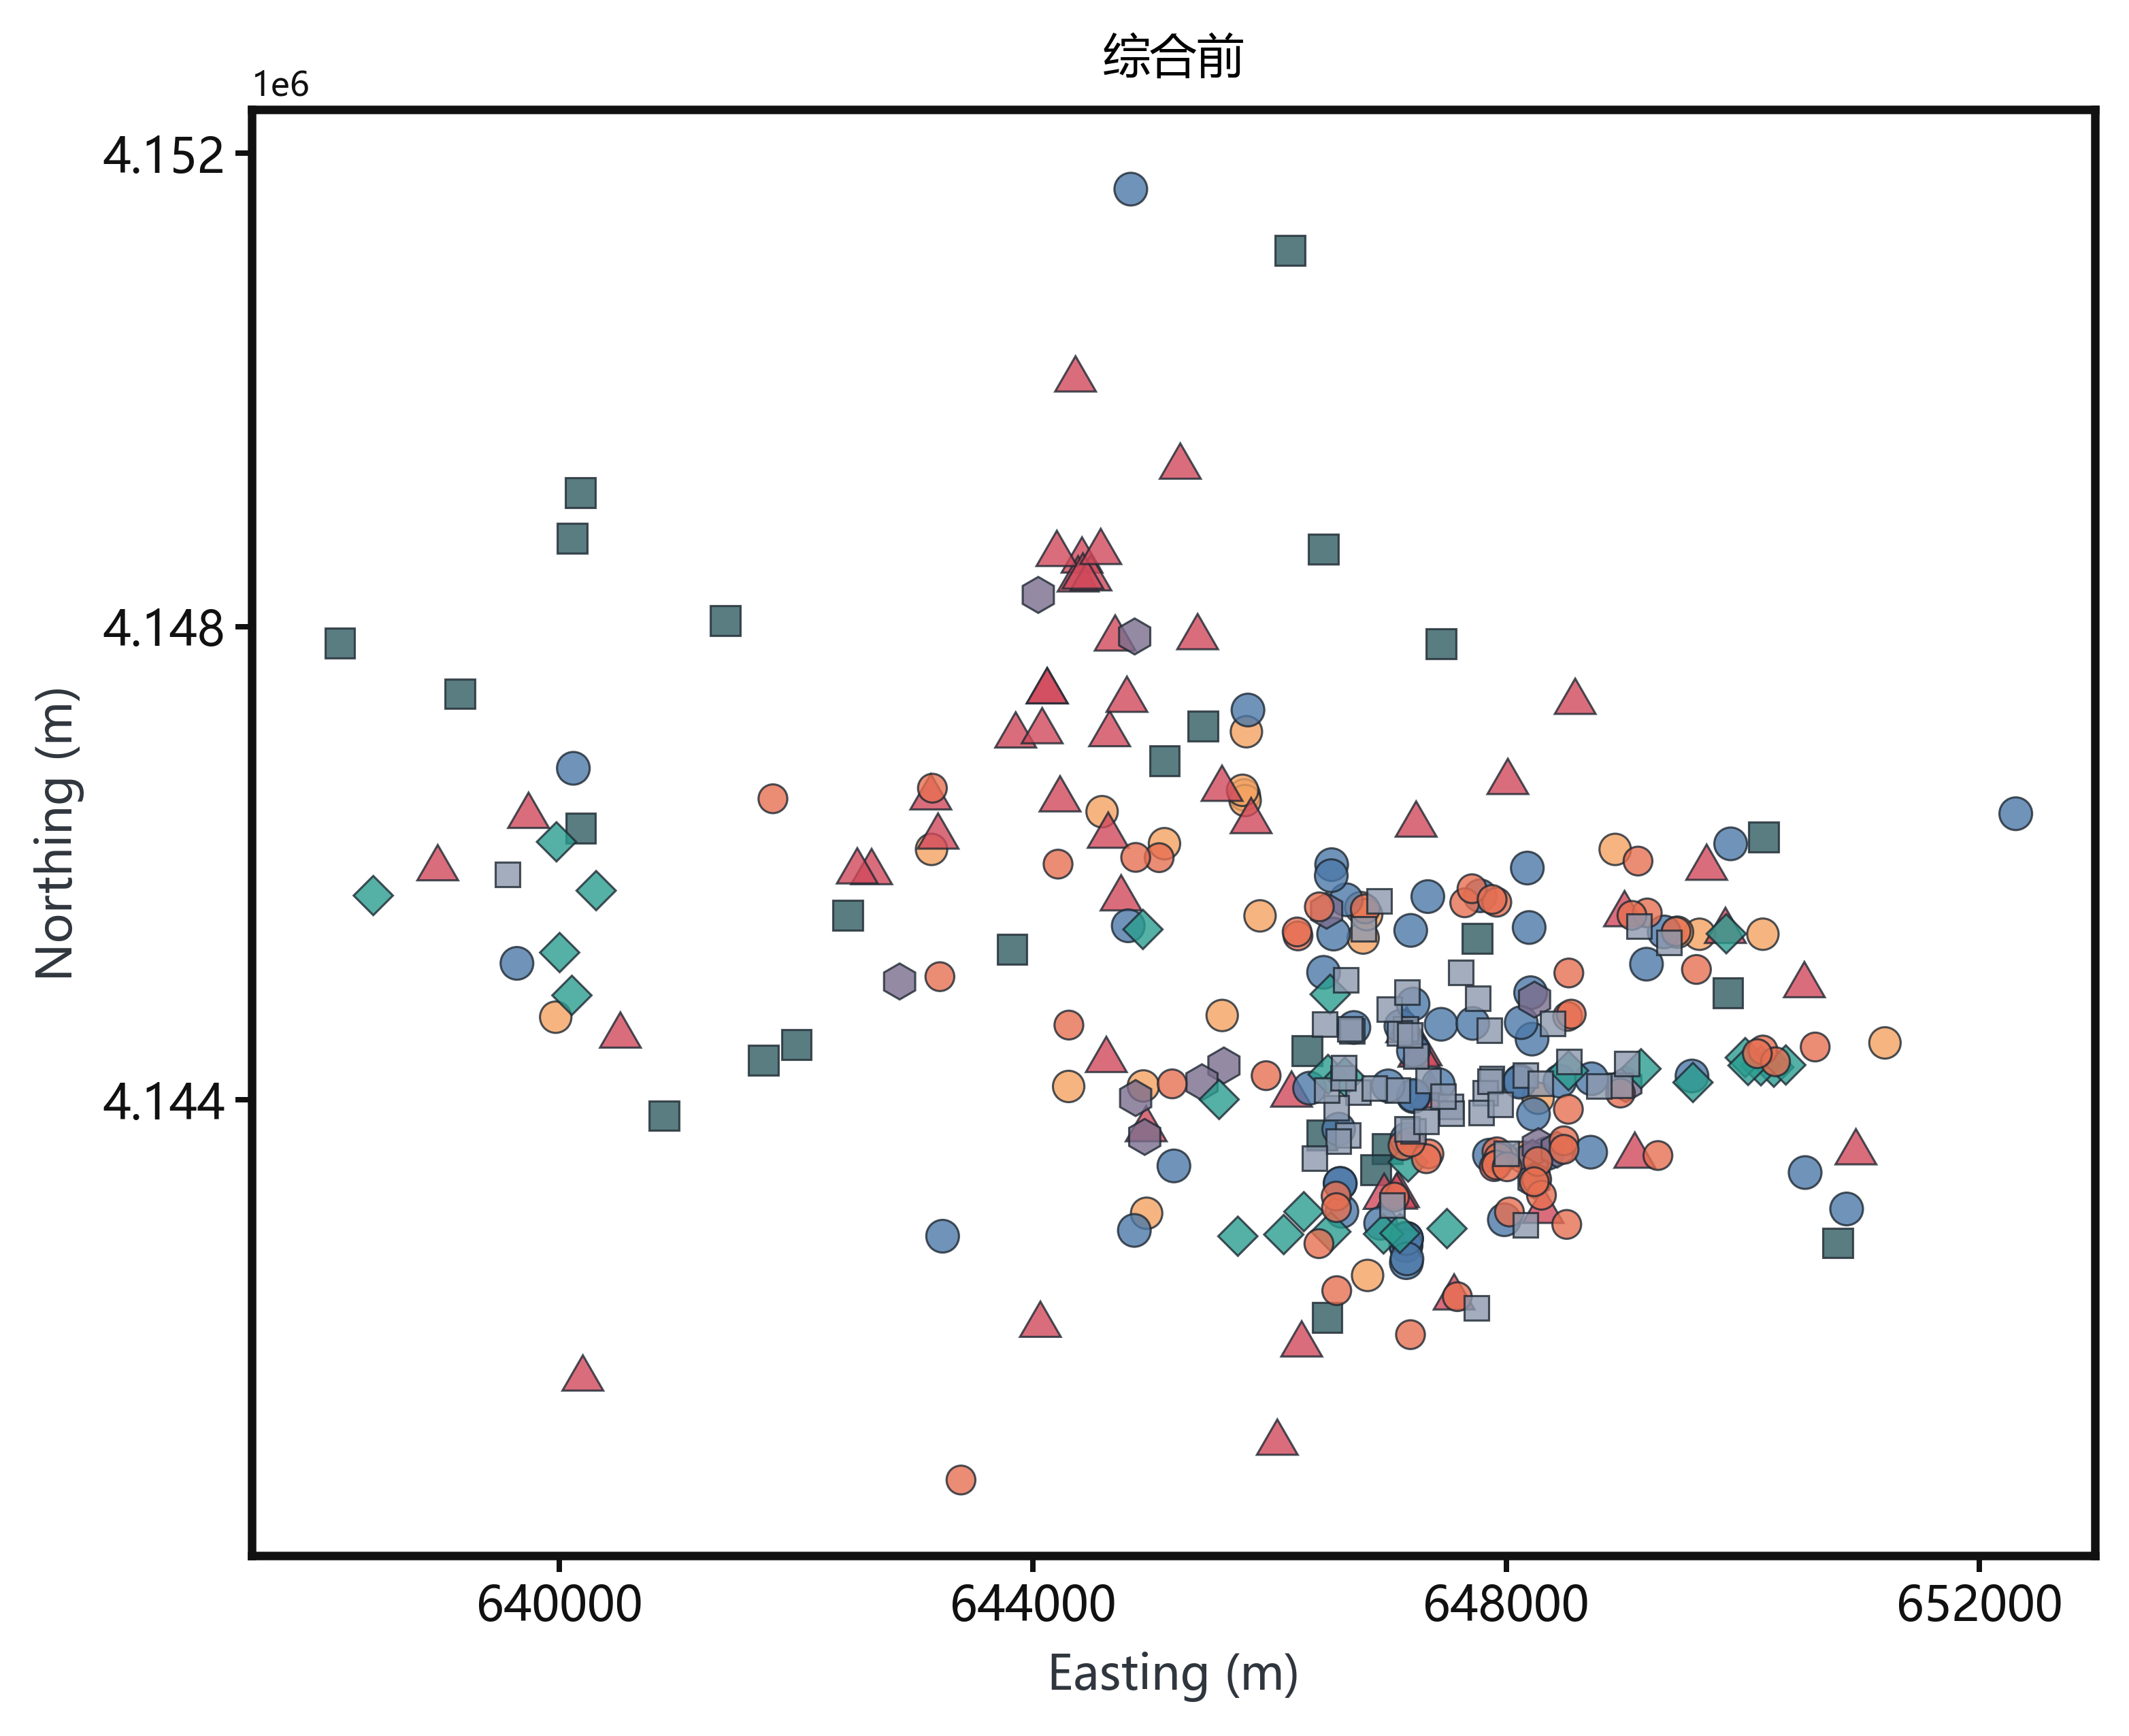 综合前
1e6
4.152
4.148
4.144
Northing (m)
640000 644000 648000 652000
Easting (m)